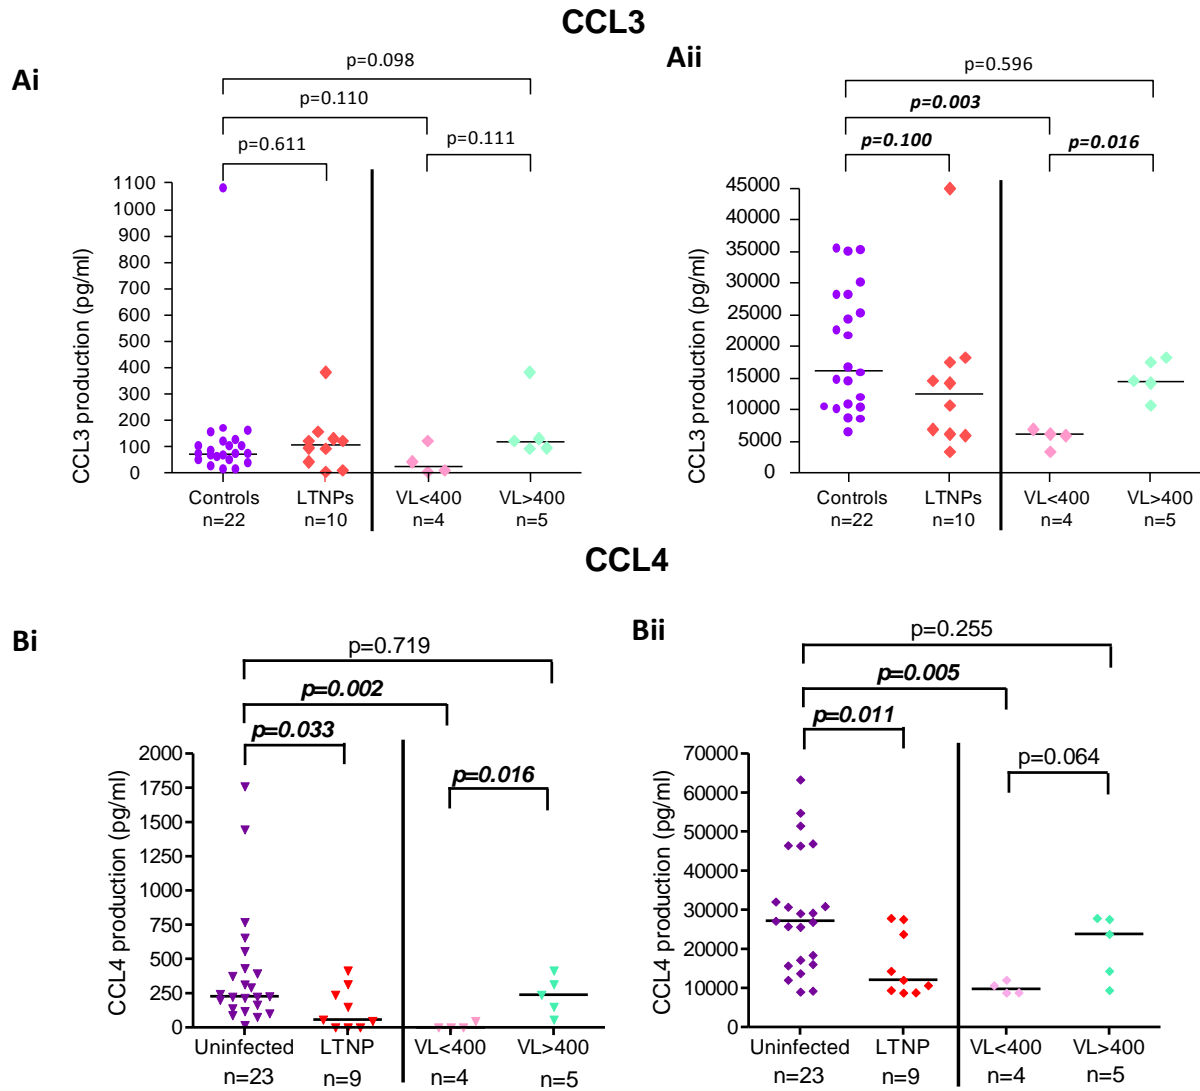 CCL3
Ai
p=0.098
p=0.110
p=0.611
p=0.111
CCL3 production (pg/ml)
1100
1000
900
800
700
600
500
400
300
200
100
0
Controls
n=22
LTNPs
n=10
VL<400
n=4
VL>400
n=5
Aii
p=0.596
p=0.003
p=0.100
p=0.016
CCL3 production (pg/ml)
45000
40000
35000
30000
25000
20000
15000
10000
5000
0
Controls
n=22
LTNPs
n=10
VL<400
n=4
VL>400
n=5
CCL4
Bi
p=0.719
p=0.002
p=0.033
p=0.016
CCL4 production (pg/ml)
2000
1750
1500
1250
1000
750
500
250
0
Uninfected
n=23
LTNP
n=9
VL<400
n=4
VL>400
n=5
Bii
p=0.255
p=0.005
p=0.011
p=0.064
CCL4 production (pg/ml)
70000
60000
50000
40000
30000
20000
10000
0
Uninfected
n=23
LTNP
n=9
VL<400
n=4
VL>400
n=5